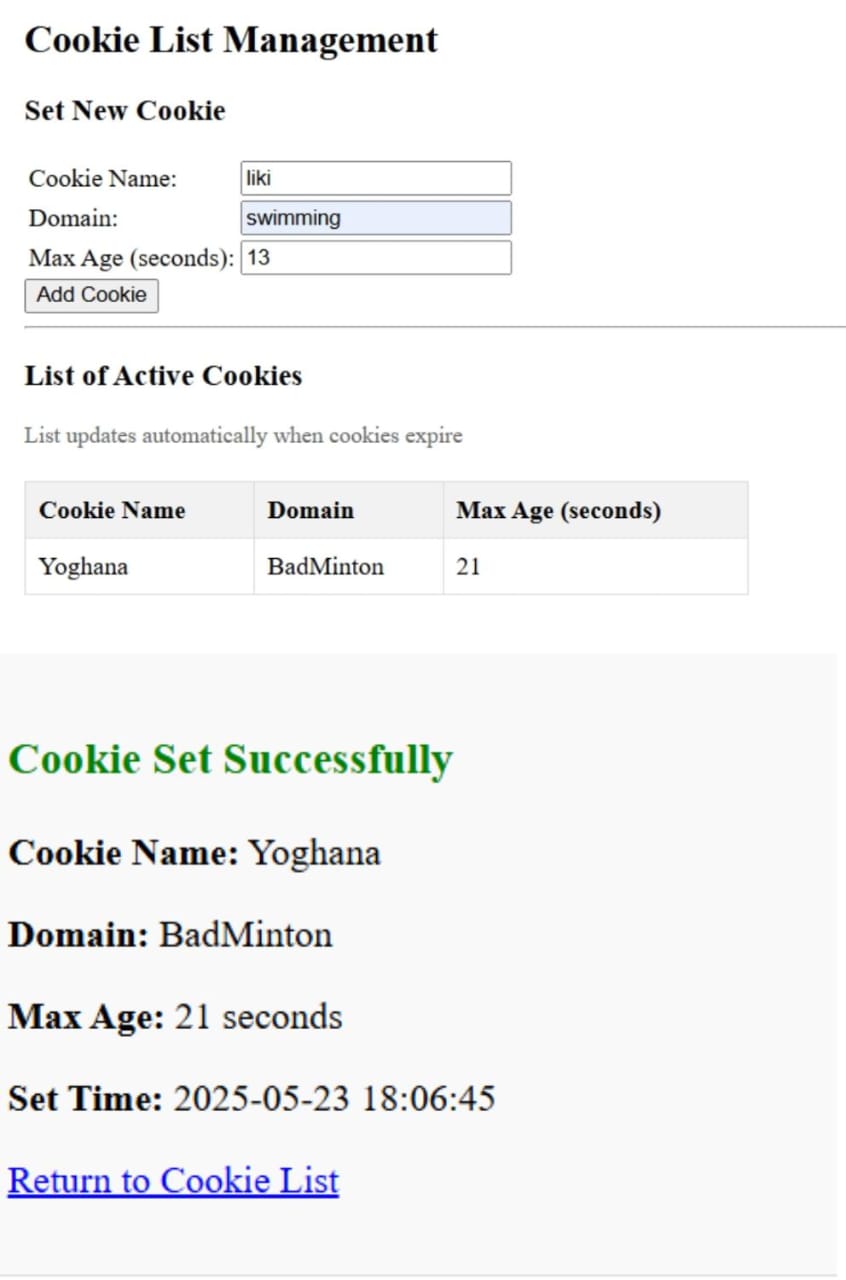 Cookie List Management
Set New Cookie
Cookie Name: liki
Domain: swimming
Max Age (seconds): 13
Add Cookie
List of Active Cookies
List updates automatically when cookies expire
Cookie Name Domain Max Age (seconds)
Yoghana BadMinton 21
Cookie Set Successfully
Cookie Name: Yoghana
Domain: BadMinton
Max Age: 21 seconds
Set Time: 2025-05-23 18:06:45
Return to Cookie List